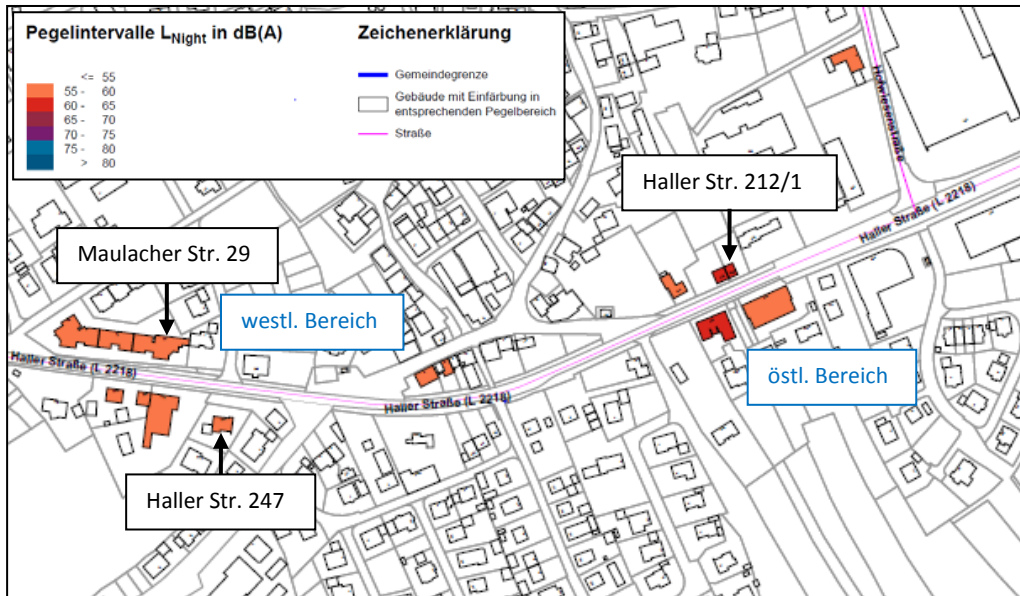 Pegelintervalle LNight in dB(A)
<= 55
55 - 60
60 - 65
65 - 70
70 - 75
75 - 80
> 80
Zeichenerklärung
Gemeindegrenze
Gebäude mit Einfärbung in
entsprechenden Pegelbereich
Straße
Hofwiesenstraße
Haller Str. 212/1
Haller Straße (L 2218)
Maulacher Str. 29
westl. Bereich
Haller Straße (L 2218)
östl. Bereich
Haller Straße (L 2218)
Haller Str. 247